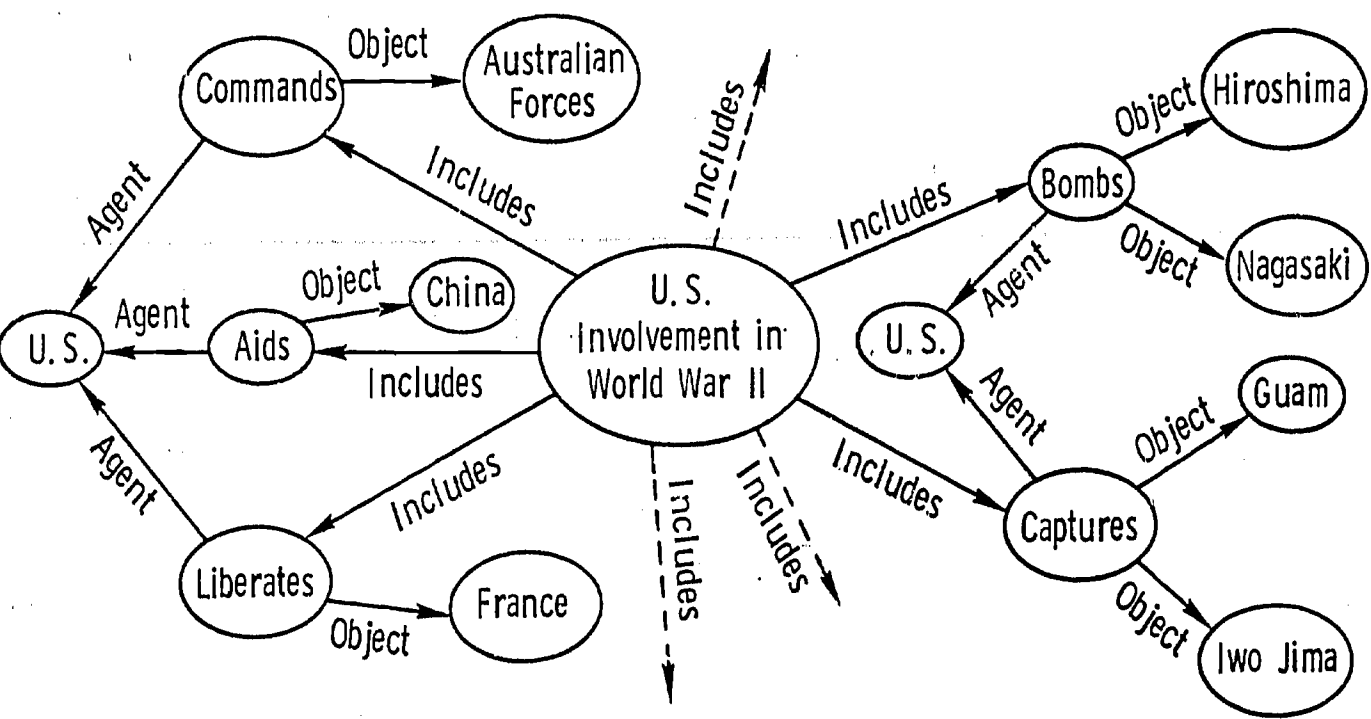 Commands
Object
Australian
Forces
Includes
Object
Hiroshima
Bombs
Agent
Includes
Includes
Object
Nagasaki
Object
China
U. S.
Involvement in
World War II
Agent
U. S.
Agent
Aids
Includes
U. S.
Agent
Guam
Object
Agent
Includes
Includes
Includes
Includes
Captures
Liberates
Object
France
Object
Iwo Jima